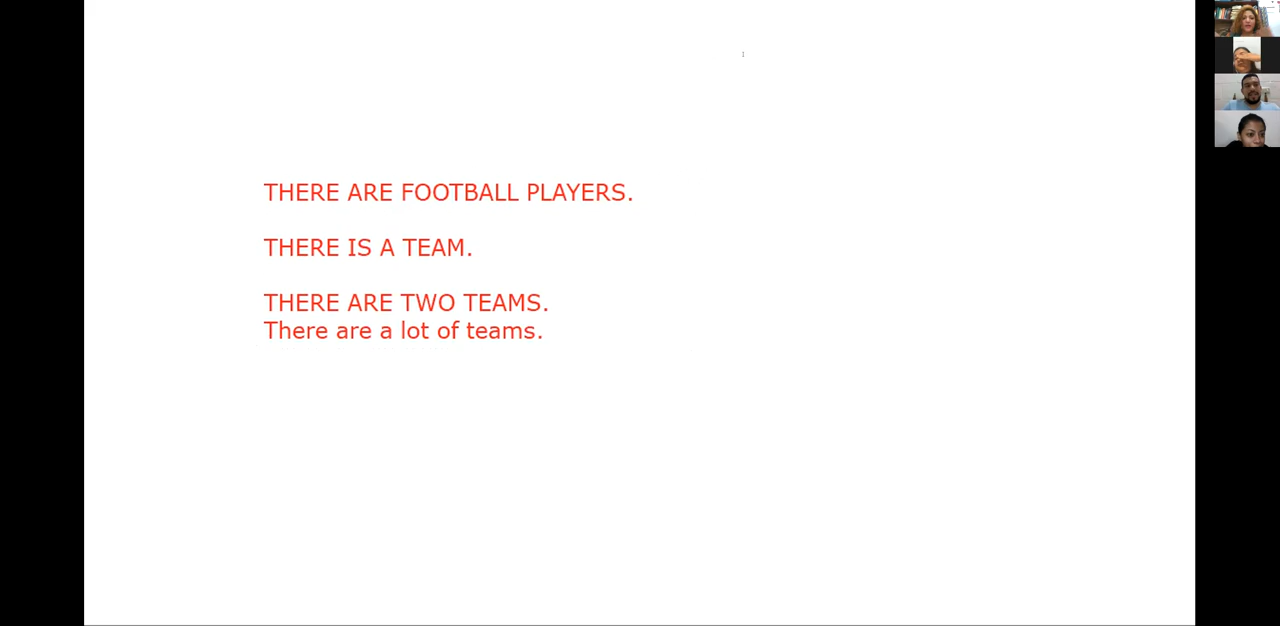 THERE ARE FOOTBALL PLAYERS.
THERE IS A TEAM.
THERE ARE TWO TEAMS.
There are a lot of teams.